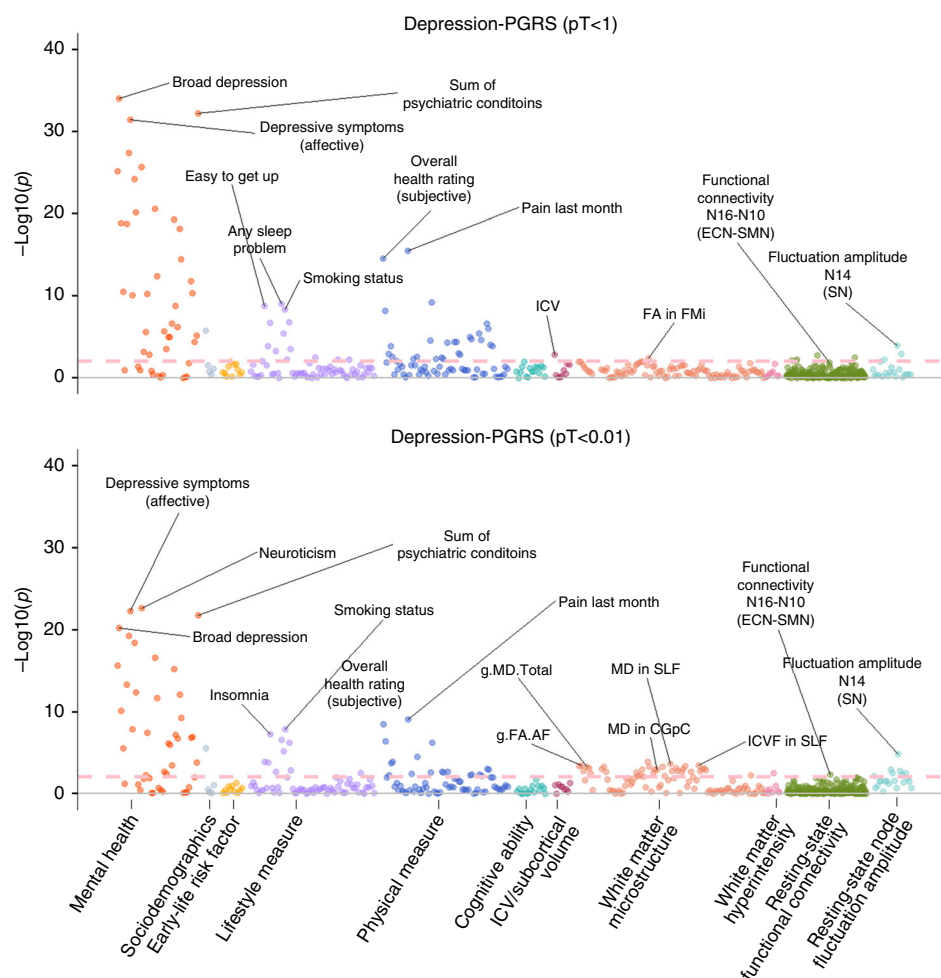 Depression-PGRS (pT<1)
40
30
20
10
0
−Log10(p)
Broad depression
Sum of
psychiatric conditoins
Depressive symptoms
(affective)
Easy to get up
Any sleep
problem
Smoking status
Overall
health rating
(subjective)
Pain last month
ICV
FA in FMi
Functional
connectivity
N16-N10
(ECN-SMN)
Fluctuation amplitude
N14
(SN)
Depression-PGRS (pT<0.01)
40
30
20
10
0
−Log10(p)
Depressive symptoms
(affective)
Neuroticism
Sum of
psychiatric conditoins
Broad depression
Smoking status
Insomnia
Overall
health rating
(subjective)
Pain last month
g.MD.Total
g.FA.AF
MD in SLF
MD in CGpC
ICVF in SLF
Functional
connectivity
N16-N10
(ECN-SMN)
Fluctuation amplitude
N14
(SN)
Mental health
Sociodemographics
Early-life risk factor
Lifestyle measure
Physical measure
Cognitive ability
ICV/subcortical
volume
White matter
microstructure
White matter
hyperintensity
Resting-state
functional connectivity
Resting-state node
fluctuation amplitude